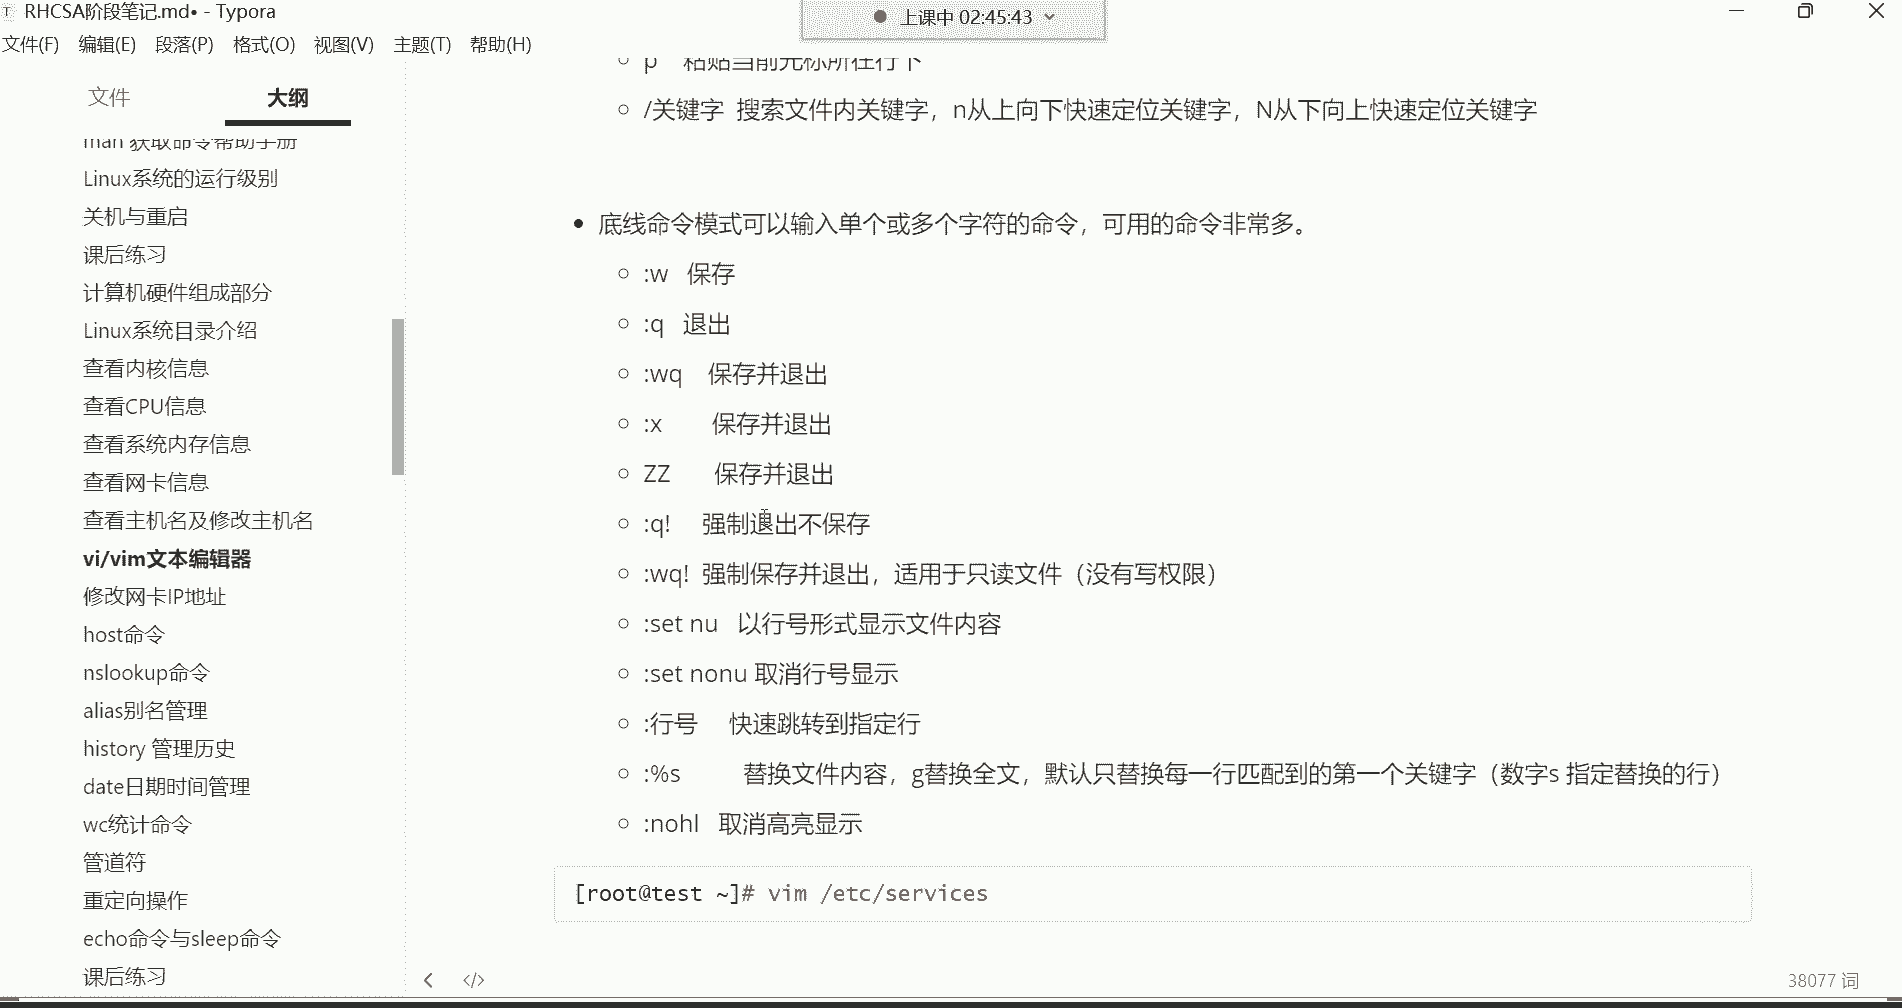 RHCSA阶段笔记.md• - Typora
上课中 02:45:43
文件(F) 编辑(E) 段落(P) 格式(O) 视图(V) 主题(T) 帮助(H)
文件 大纲
man 获取命令帮助手册
Linux系统的运行级别
关机与重启
课后练习
计算机硬件组成部分
Linux系统目录介绍
查看内核信息
查看CPU信息
查看系统内存信息
查看网卡信息
查看主机名及修改主机名
vi/vim文本编辑器
修改网卡IP地址
host命令
nslookup命令
alias别名管理
history 管理历史
date日期时间管理
wc统计命令
管道符
重定向操作
echo命令与sleep命令
课后练习
p 粘贴当前光标所在行下
/关键字 搜索文件内关键字，n从上向下快速定位关键字，N从下向上快速定位关键字
底线命令模式可以输入单个或多个字符的命令，可用的命令非常多。
:w 保存
:q 退出
:wq 保存并退出
:x 保存并退出
ZZ 保存并退出
:q! 强制退出不保存
:wq! 强制保存并退出，适用于只读文件（没有写权限）
:set nu 以行号形式显示文件内容
:set nonu 取消行号显示
:行号 快速跳转到指定行
:%s 替换文件内容，g替换全文，默认只替换每一行匹配到的第一个关键字（数字s 指定替换的行）
:nohl 取消高亮显示
[root@test ~]# vim /etc/services
38077 词